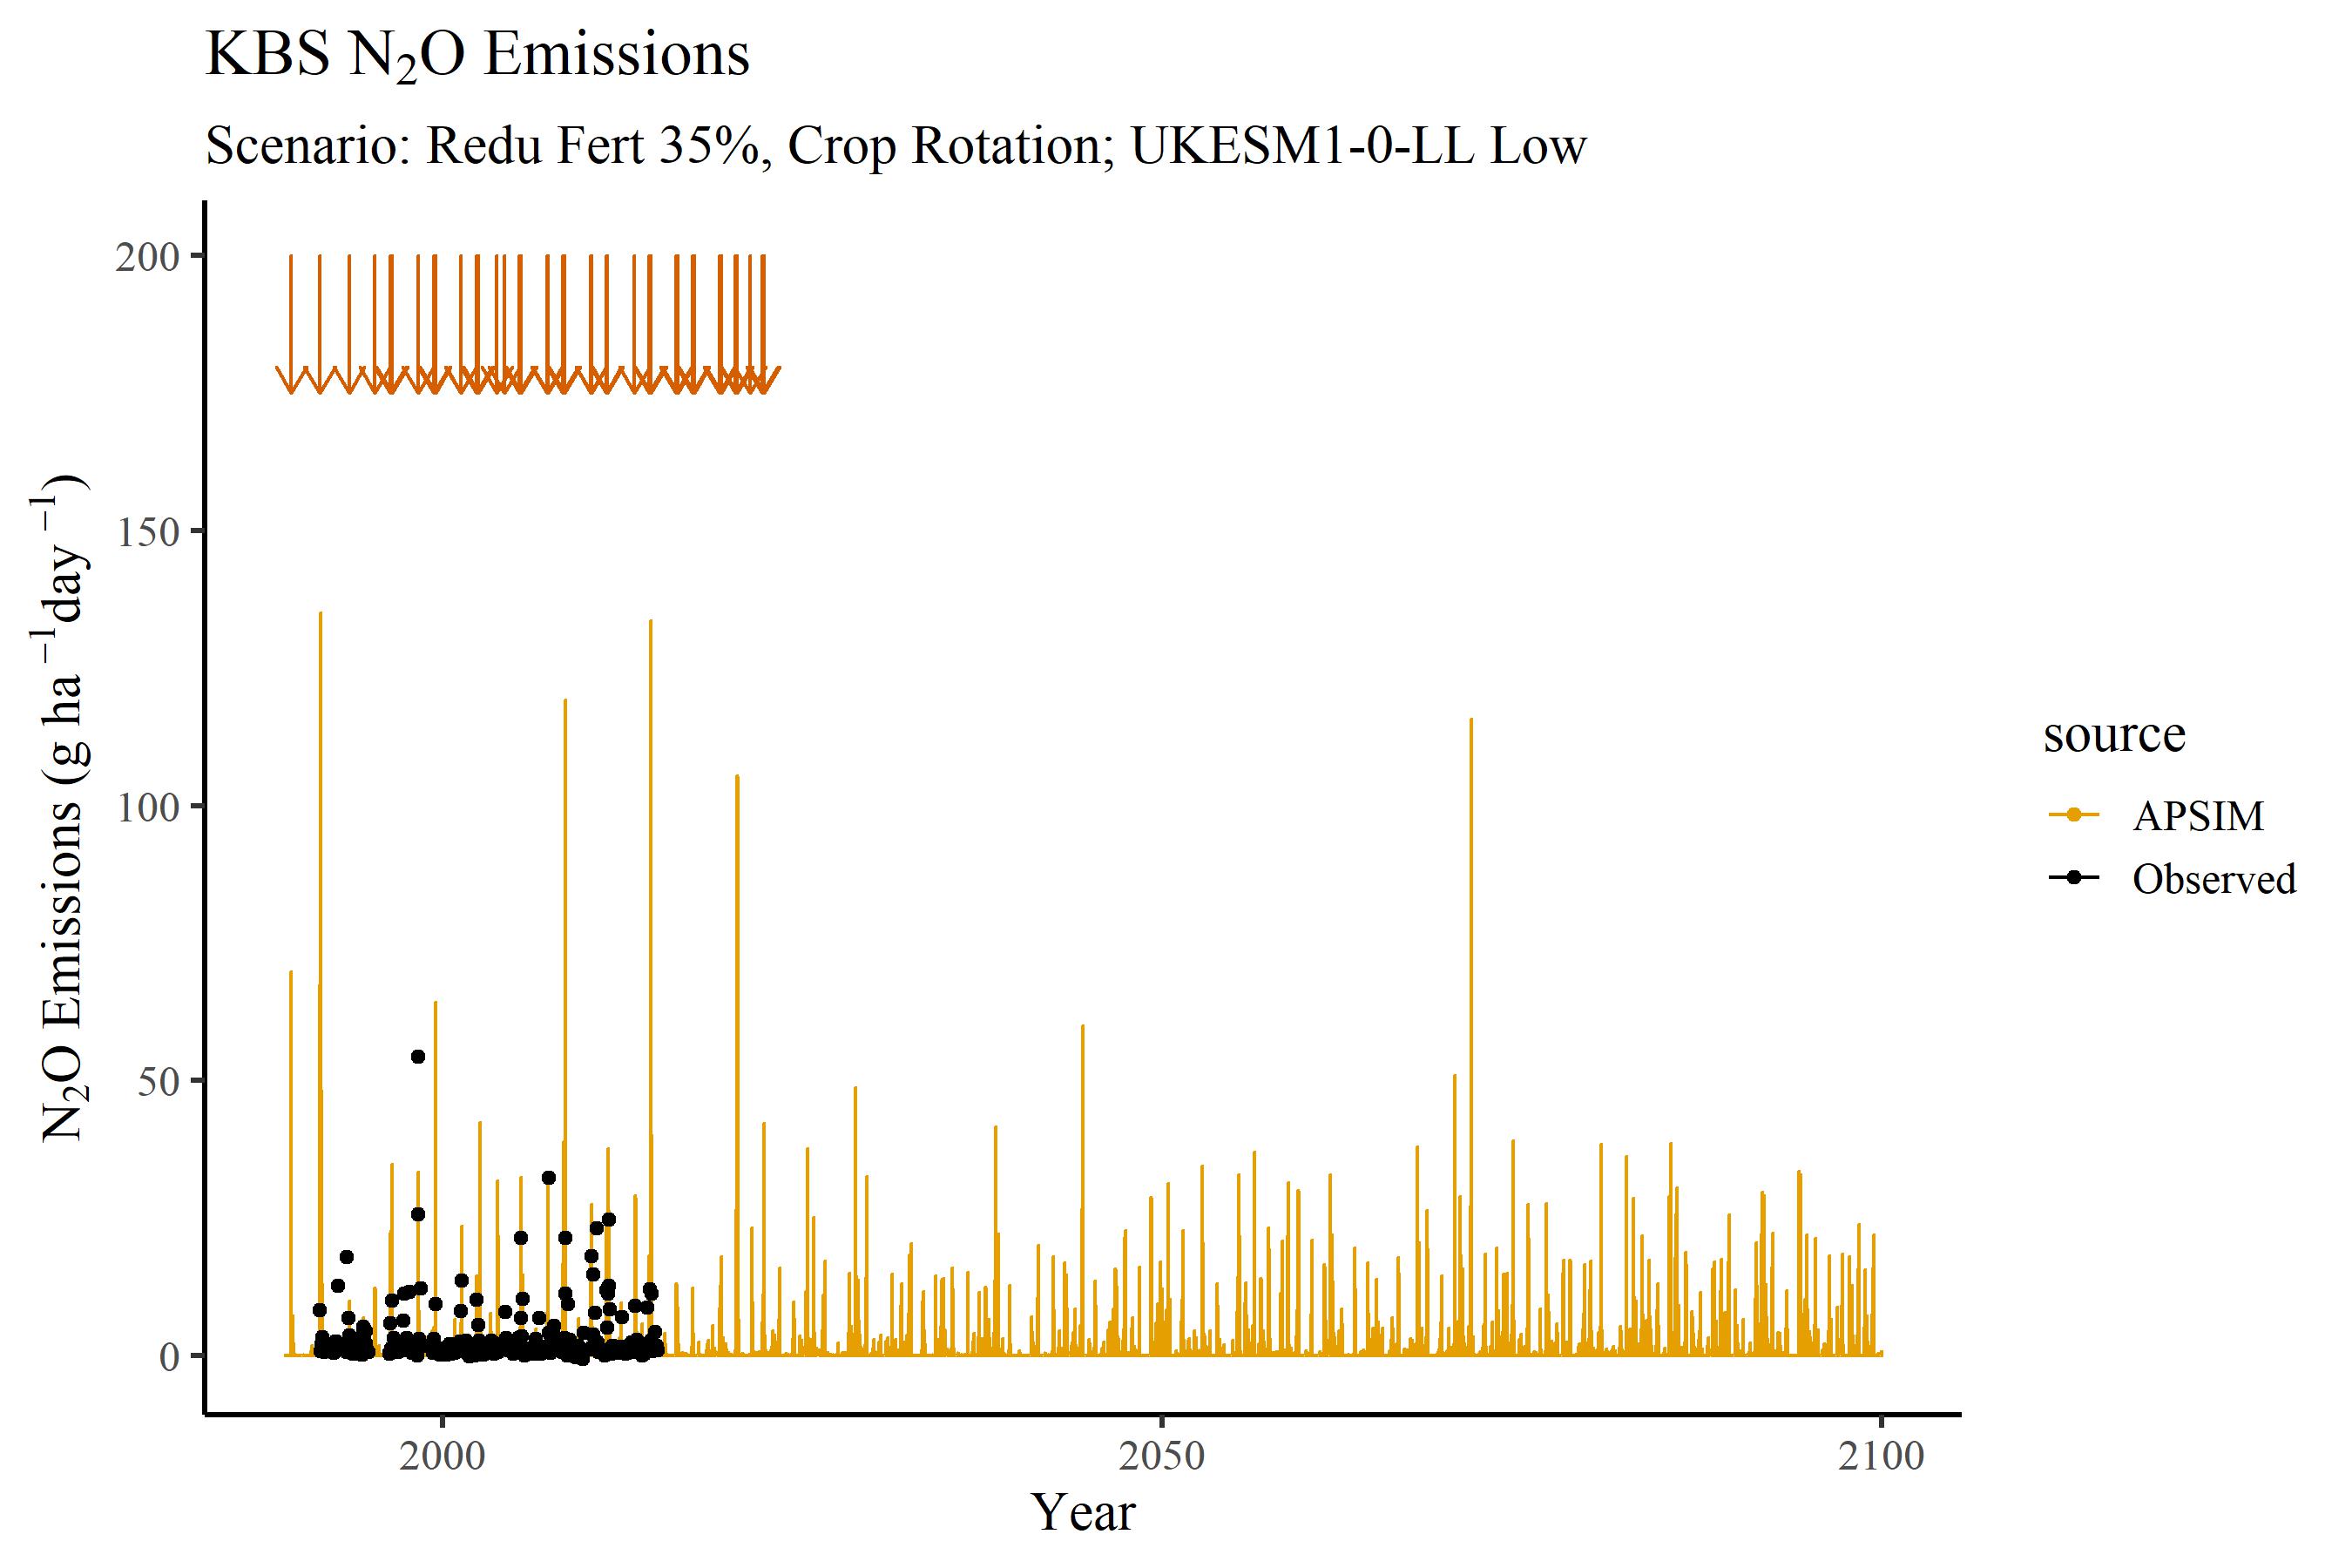 KBS N₂O Emissions
Scenario: Redu Fert 35%, Crop Rotation; UKESM1-0-LL Low
N₂O Emissions (g ha ⁻¹day ⁻¹)
200
150
100
50
0
2000
2050
2100
Year
source
APSIM
Observed